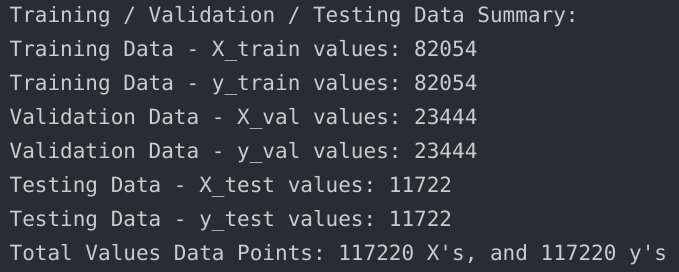 Training / Validation / Testing Data Summary:
Training Data - X_train values: 82054
Training Data - y_train values: 82054
Validation Data - X_val values: 23444
Validation Data - y_val values: 23444
Testing Data - X_test values: 11722
Testing Data - y_test values: 11722
Total Values Data Points: 117220 X's, and 117220 y's